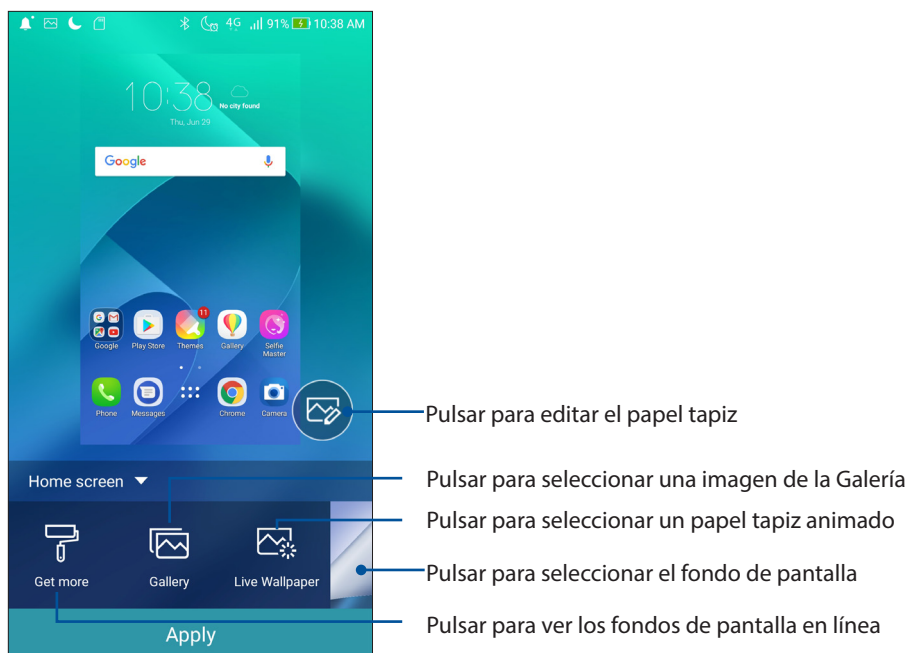 4G 91% 10:38 AM
10:38 No city found
Thu, Jun 29
Google
11
Google Play Store Themes Gallery Selfie Master
Phone Messages Chrome Camera
Pulsar para editar el papel tapiz
Home screen
Pulsar para seleccionar una imagen de la Galería
Pulsar para seleccionar un papel tapiz animado
Get more Gallery Live Wallpaper
Pulsar para seleccionar el fondo de pantalla
Apply
Pulsar para ver los fondos de pantalla en línea